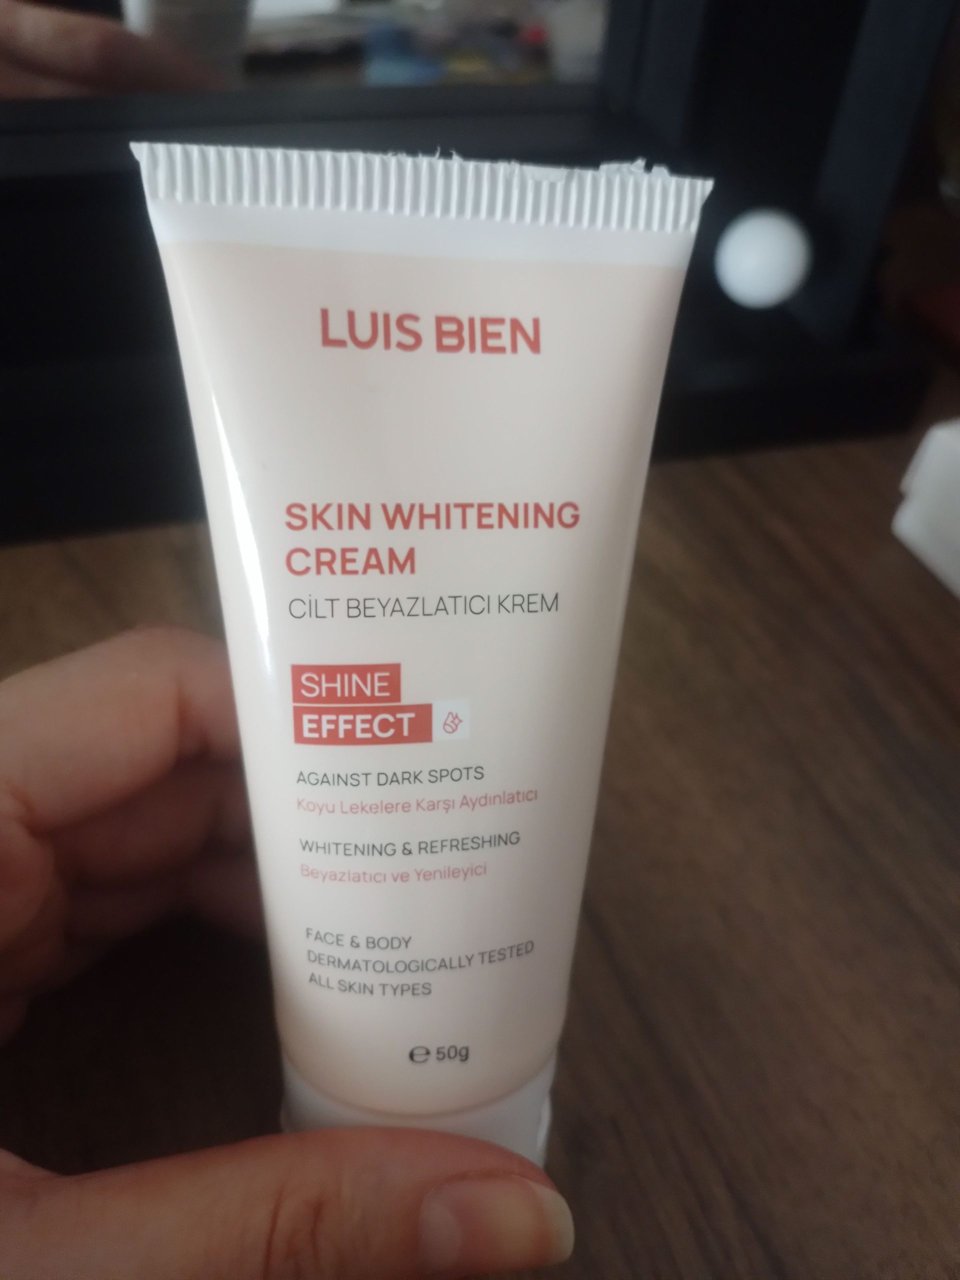 LUIS BIEN
SKIN WHITENING
CREAM
CİLT BEYAZLATICI KREM
SHINE
EFFECT
AGAINST DARK SPOTS
Koyu Lekelere Karşı Aydınlatıcı
WHITENING & REFRESHING
Beyazlatıcı ve Yenileyici
FACE & BODY
DERMATOLOGICALLY TESTED
ALL SKIN TYPES
℮ 50g